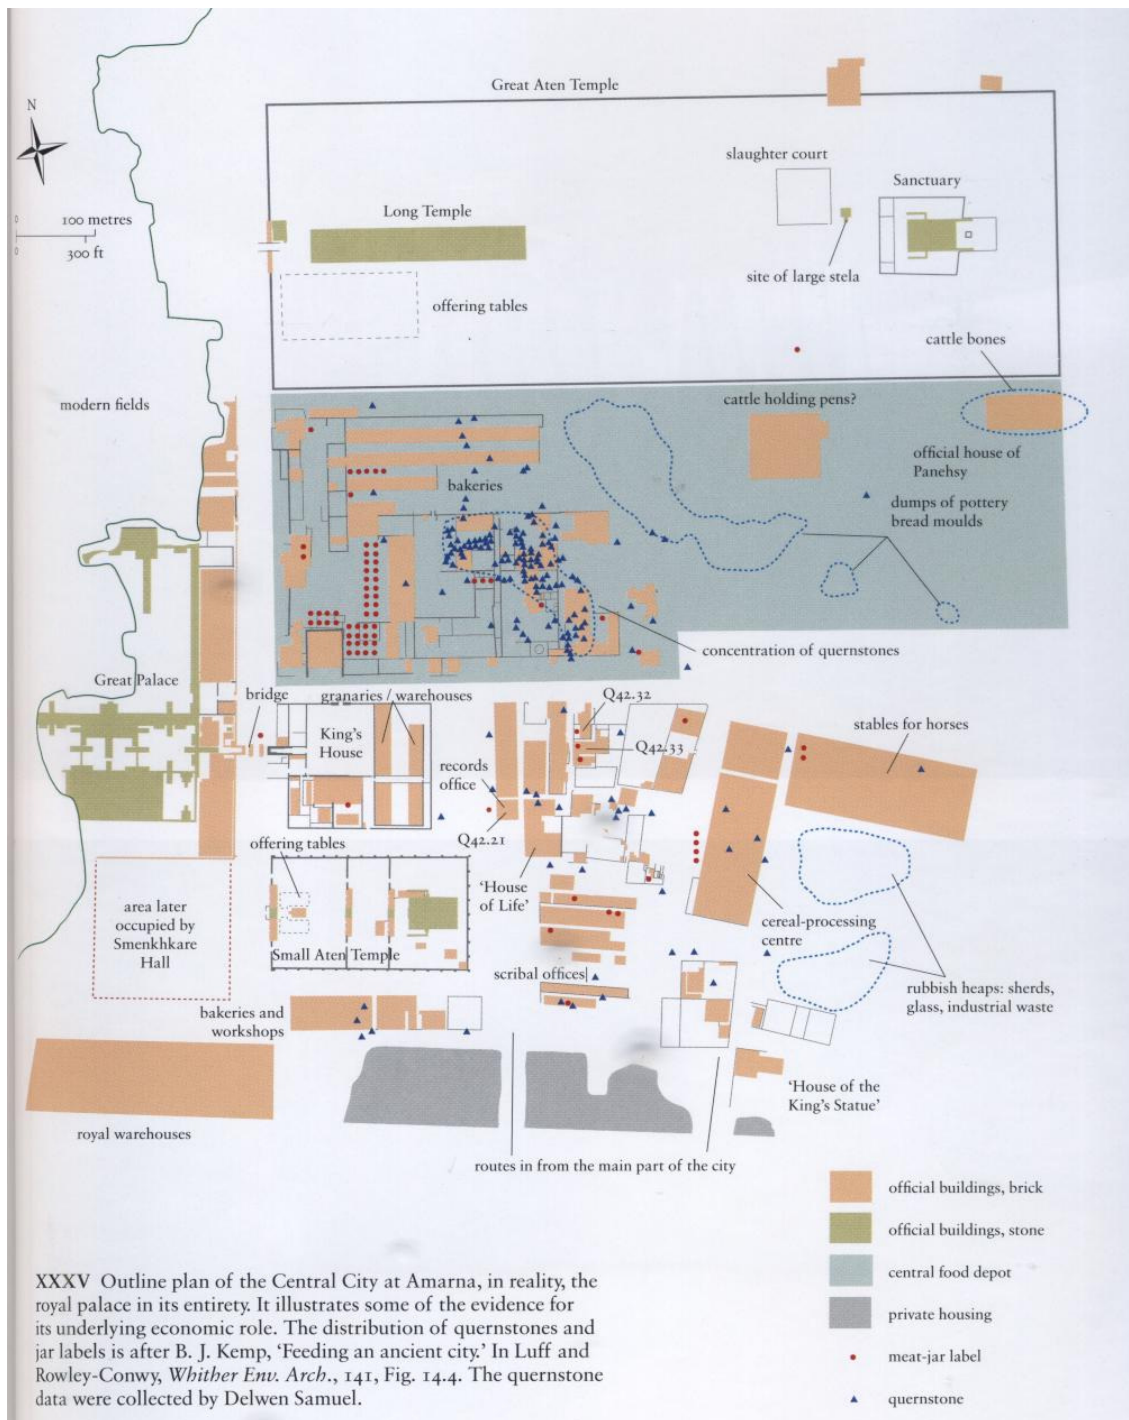 Great Aten Temple
N
slaughter court
Sanctuary
Long Temple
0
100 metres
0
300 ft
site of large stela
offering tables
cattle bones
modern fields
cattle holding pens?
official house of
Panehsy
bakeries
dumps of pottery
bread moulds
concentration of quernstones
Great Palace
bridge
granaries / warehouses
Q42.32
King's
House
Q42.33
stables for horses
records
office
Q42.21
offering tables
'House
of Life'
area later
occupied by
Smenkhkare
Hall
cereal-processing
centre
Small Aten Temple
scribal offices
rubbish heaps: sherds,
glass, industrial waste
bakeries and
workshops
'House of the
King's Statue'
royal warehouses
routes in from the main part of the city
official buildings, brick
official buildings, stone
central food depot
private housing
meat-jar label
quernstone
XXXV Outline plan of the Central City at Amarna, in reality, the
royal palace in its entirety. It illustrates some of the evidence for
its underlying economic role. The distribution of quernstones and
jar labels is after B. J. Kemp, 'Feeding an ancient city.' In Luff and
Rowley-Conwy, Whither Env. Arch., 141, Fig. 14.4. The quernstone
data were collected by Delwen Samuel.